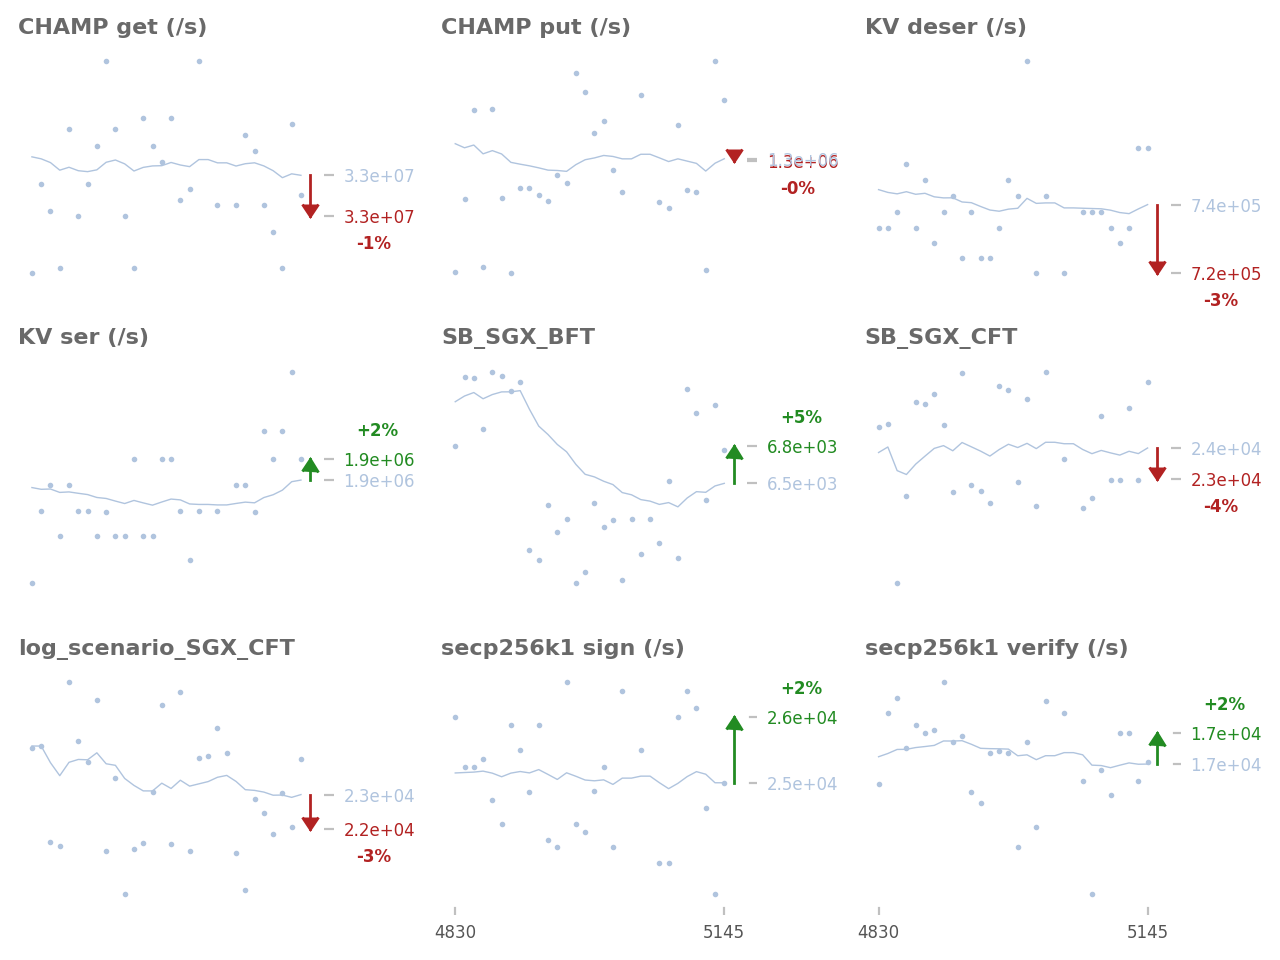 CHAMP get (/s)
3.3e+07
3.3e+07
-1%
CHAMP put (/s)
1.3e+06
1.3e+06
-0%
KV deser (/s)
7.4e+05
7.2e+05
-3%
KV ser (/s)
+2%
1.9e+06
1.9e+06
SB_SGX_BFT
+5%
6.8e+03
6.5e+03
SB_SGX_CFT
2.4e+04
2.3e+04
-4%
log_scenario_SGX_CFT
2.3e+04
2.2e+04
-3%
secp256k1 sign (/s)
+2%
2.6e+04
2.5e+04
4830 5145
secp256k1 verify (/s)
+2%
1.7e+04
1.7e+04
4830 5145